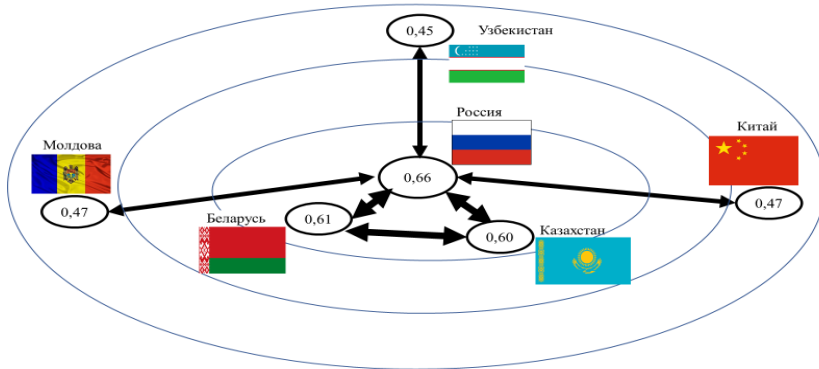 0,45
Узбекистан
Россия
Молдова
Китай
0,66
0,47
0,47
Беларусь
0,61
0,60
Казахстан